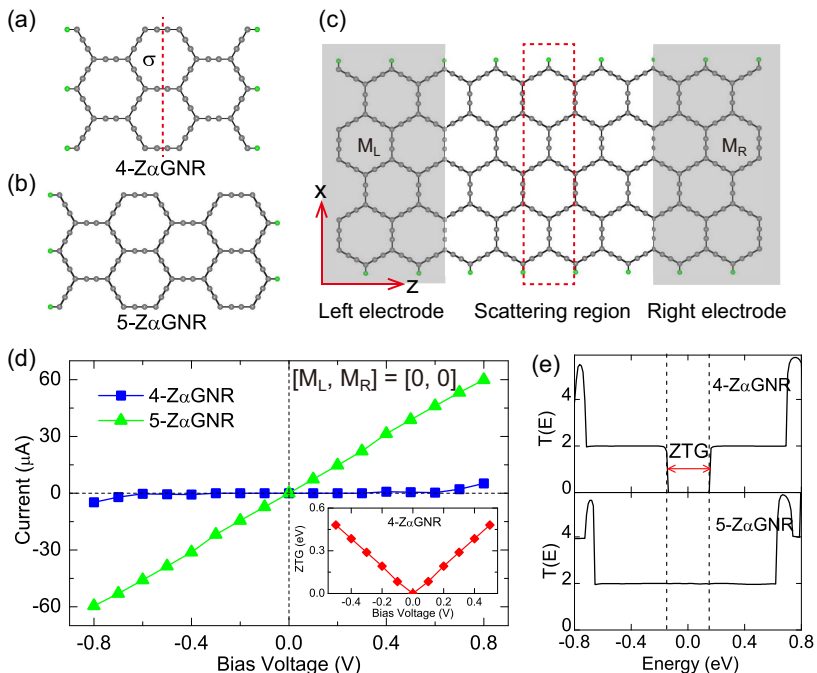 (a)
σ
4-ZαGNR
(b)
5-ZαGNR
(c)
M_L
M_R
x
z
Left electrode
Scattering region
Right electrode
(d)
[M_L, M_R] = [0, 0]
4-ZαGNR
5-ZαGNR
Current (μA)
60
30
0
-30
-60
-0.8
-0.4
0.0
0.4
0.8
Bias Voltage (V)
4-ZαGNR
ZTG (eV)
0.6
0.3
0.0
-0.4
-0.2
0.0
0.2
0.4
Bias Voltage (V)
(e)
4-ZαGNR
ZTG
T(E)
4
2
0
5-ZαGNR
T(E)
4
2
0
-0.8
-0.4
0.0
0.4
0.8
Energy (eV)